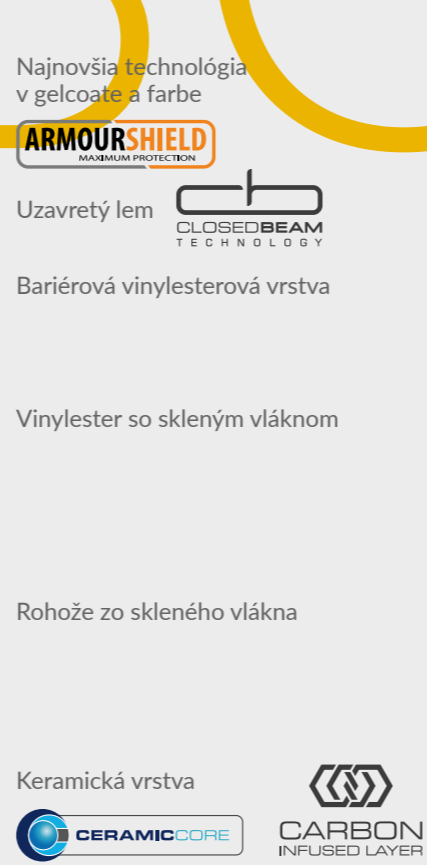 Najnovšia technológia
v gelcoate a farbe
ARMOURSHIELD
MAXIMUM PROTECTION
Uzavretý lem
CLOSEDBEAM
TECHNOLOGY
Bariérová vinylesterová vrstva
Vinylester so skleným vláknom
Rohože zo skleného vlákna
Keramická vrstva
CERAMICCORE
CARBON
INFUSED LAYER